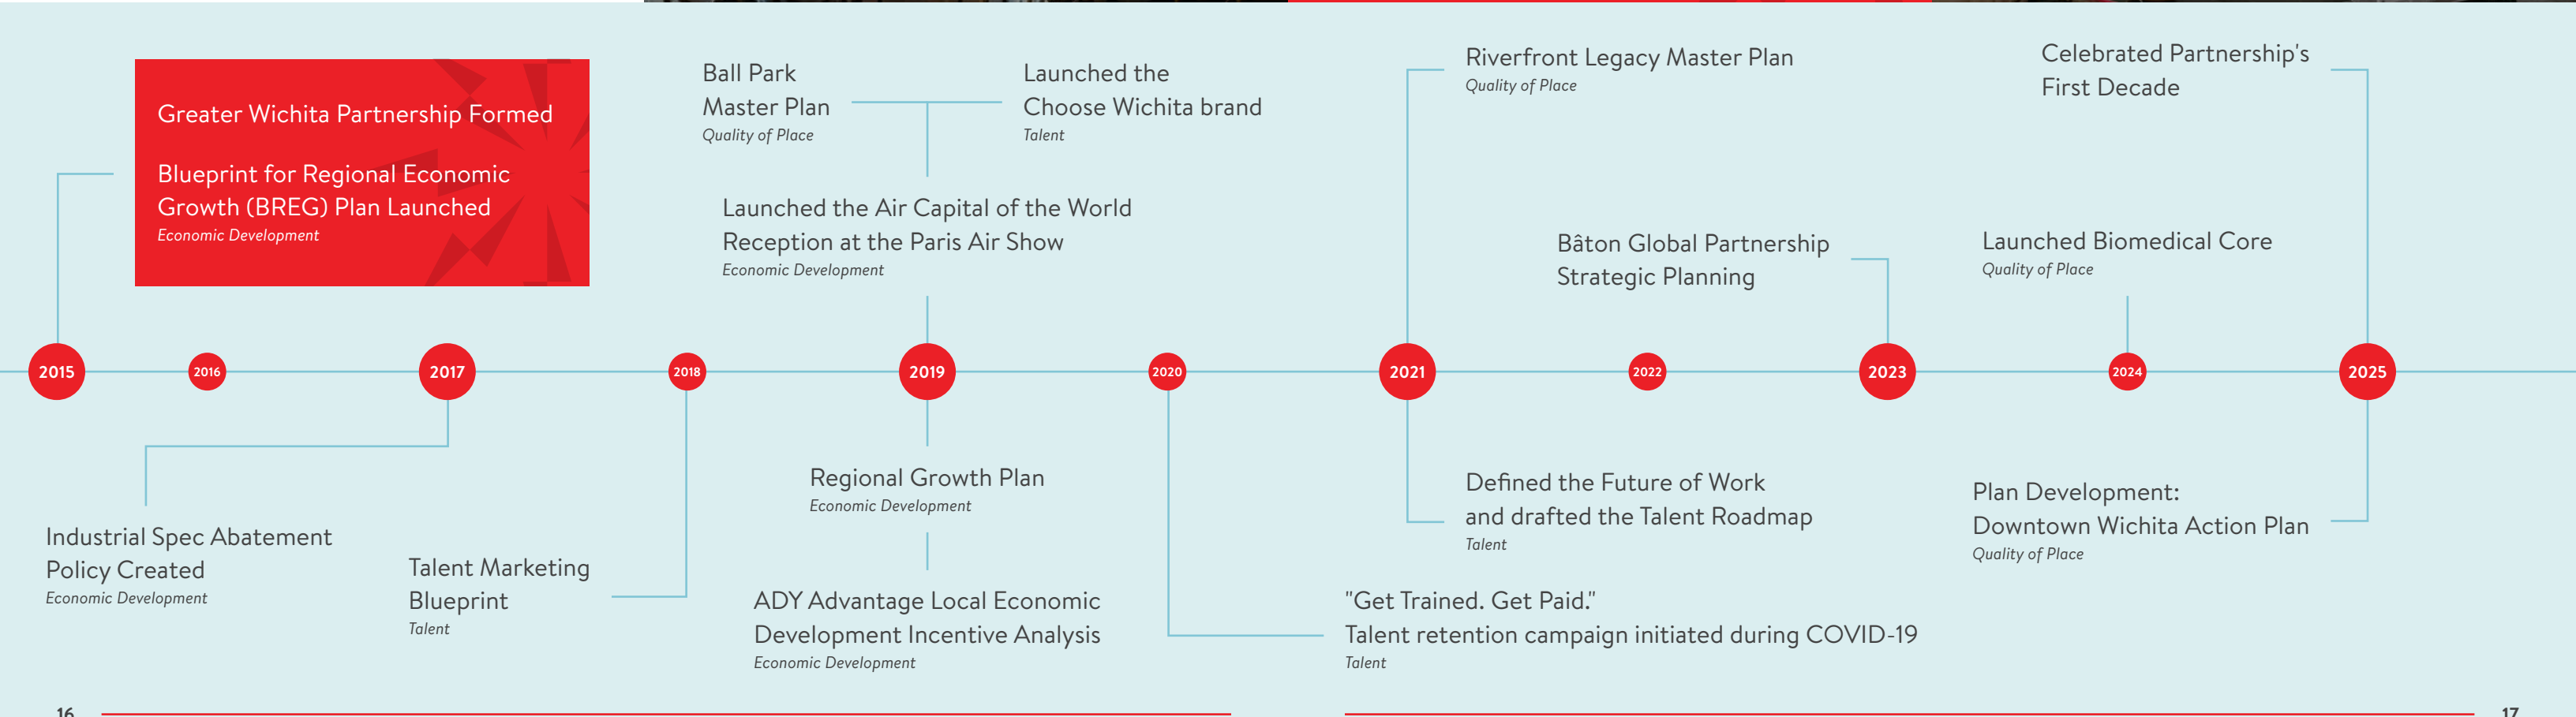 Greater Wichita Partnership Formed
Blueprint for Regional Economic
Growth (BREG) Plan Launched
Economic Development
Ball Park
Master Plan
Quality of Place
Launched the
Choose Wichita brand
Talent
Launched the Air Capital of the World
Reception at the Paris Air Show
Economic Development
Riverfront Legacy Master Plan
Quality of Place
Bâton Global Partnership
Strategic Planning
Celebrated Partnership's
First Decade
Launched Biomedical Core
Quality of Place
2015
2016
2017
2018
2019
2020
2021
2022
2023
2024
2025
Industrial Spec Abatement
Policy Created
Economic Development
Talent Marketing
Blueprint
Talent
Regional Growth Plan
Economic Development
ADY Advantage Local Economic
Development Incentive Analysis
Economic Development
Defined the Future of Work
and drafted the Talent Roadmap
Talent
"Get Trained. Get Paid."
Talent retention campaign initiated during COVID-19
Talent
Plan Development:
Downtown Wichita Action Plan
Quality of Place
16
17